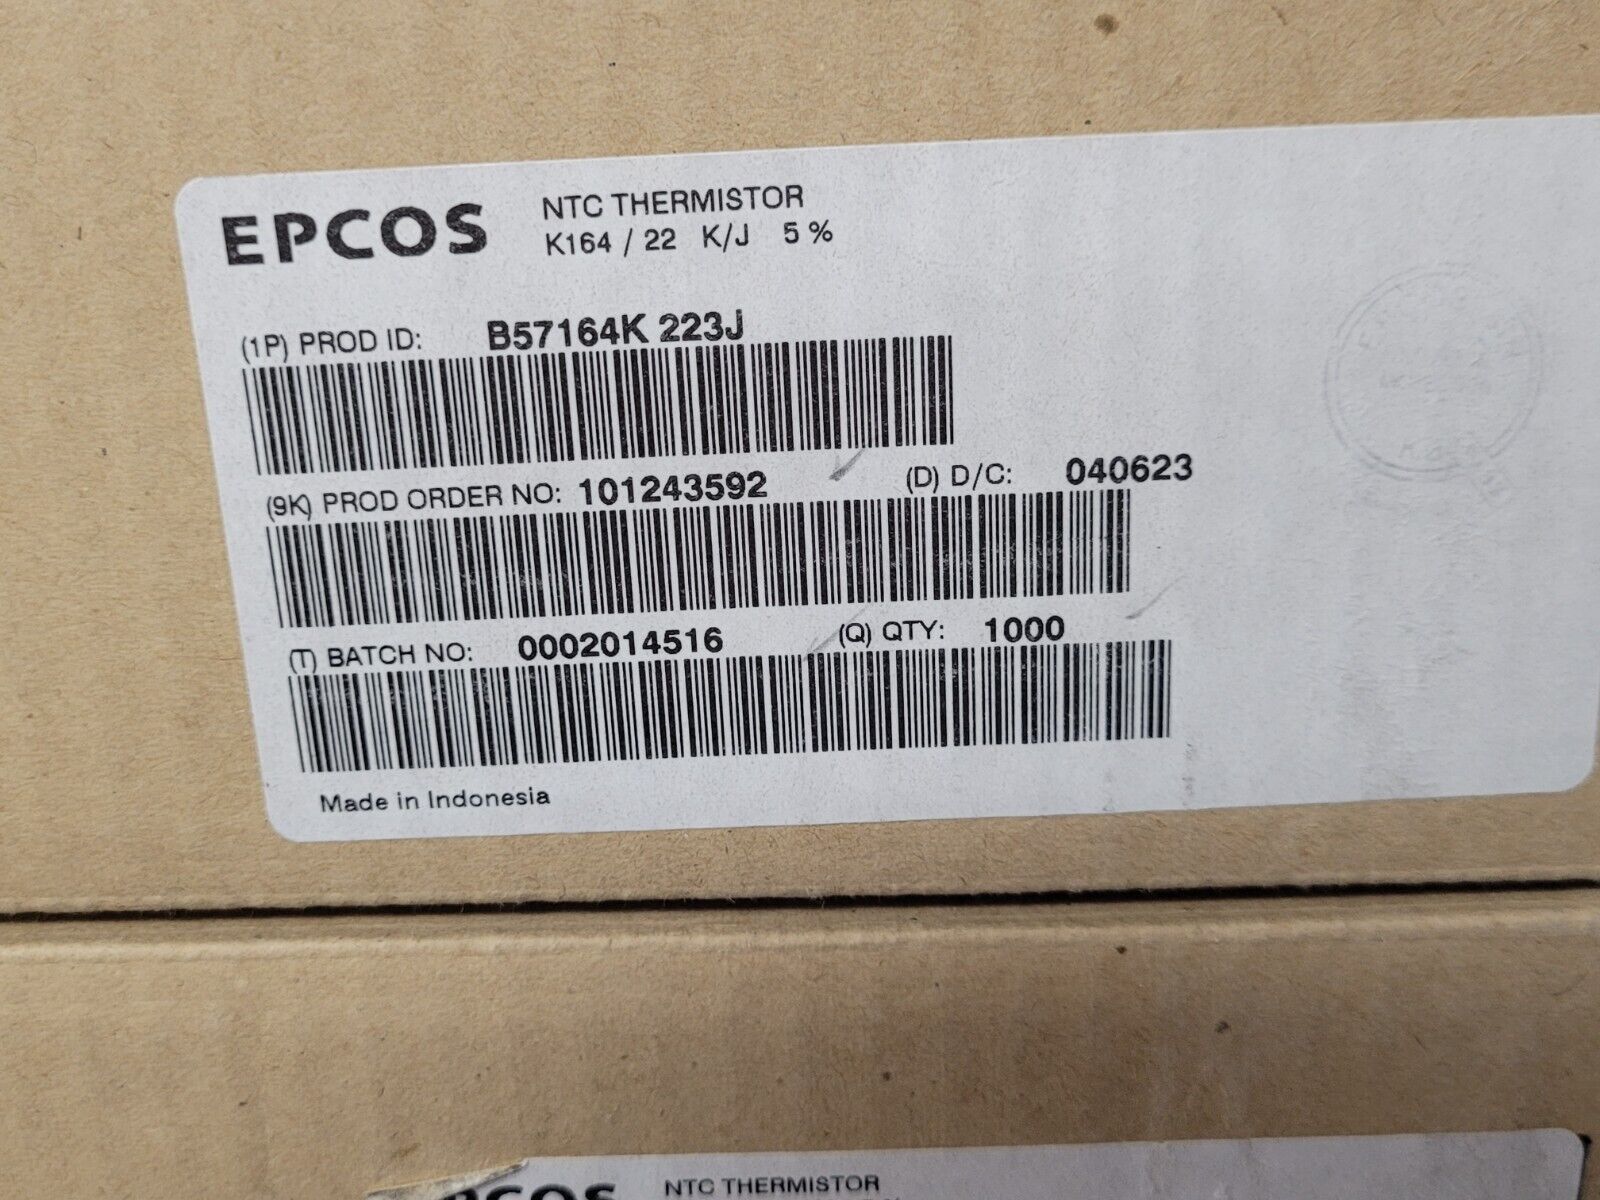 EPCOS NTC THERMISTOR
K164 / 22 K/J 5 %
(1P) PROD ID: B57164K 223J
(9K) PROD ORDER NO: 101243592 (D) D/C: 040623
(T) BATCH NO: 0002014516 (Q) QTY: 1000
Made in Indonesia
EPCOS NTC THERMISTOR